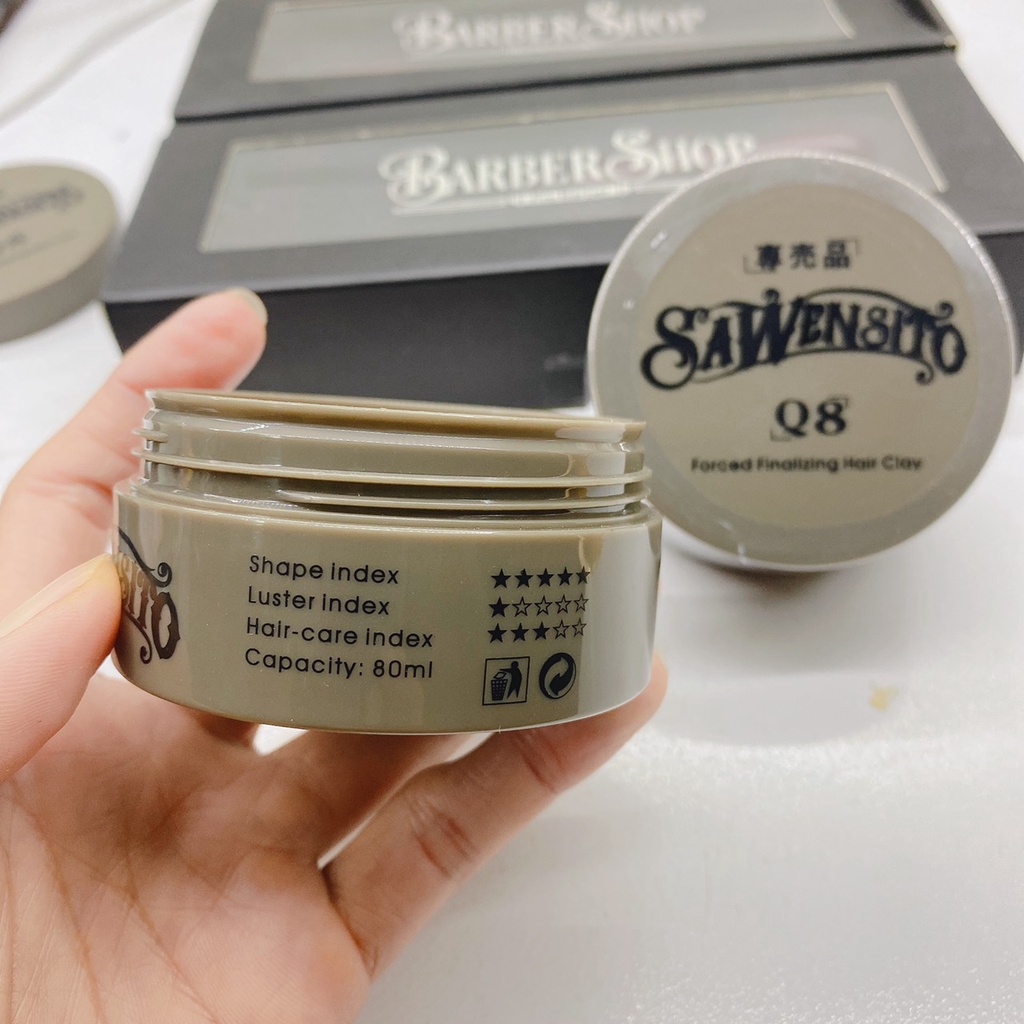 BARBER SHOP
BARBER SHOP
専売品
SAWENSITO
Q8
Forced Finalizing Hair Clay
Shape index ★★★★★
Luster index ★☆☆☆☆
Hair-care index ★★★☆☆
Capacity: 80ml